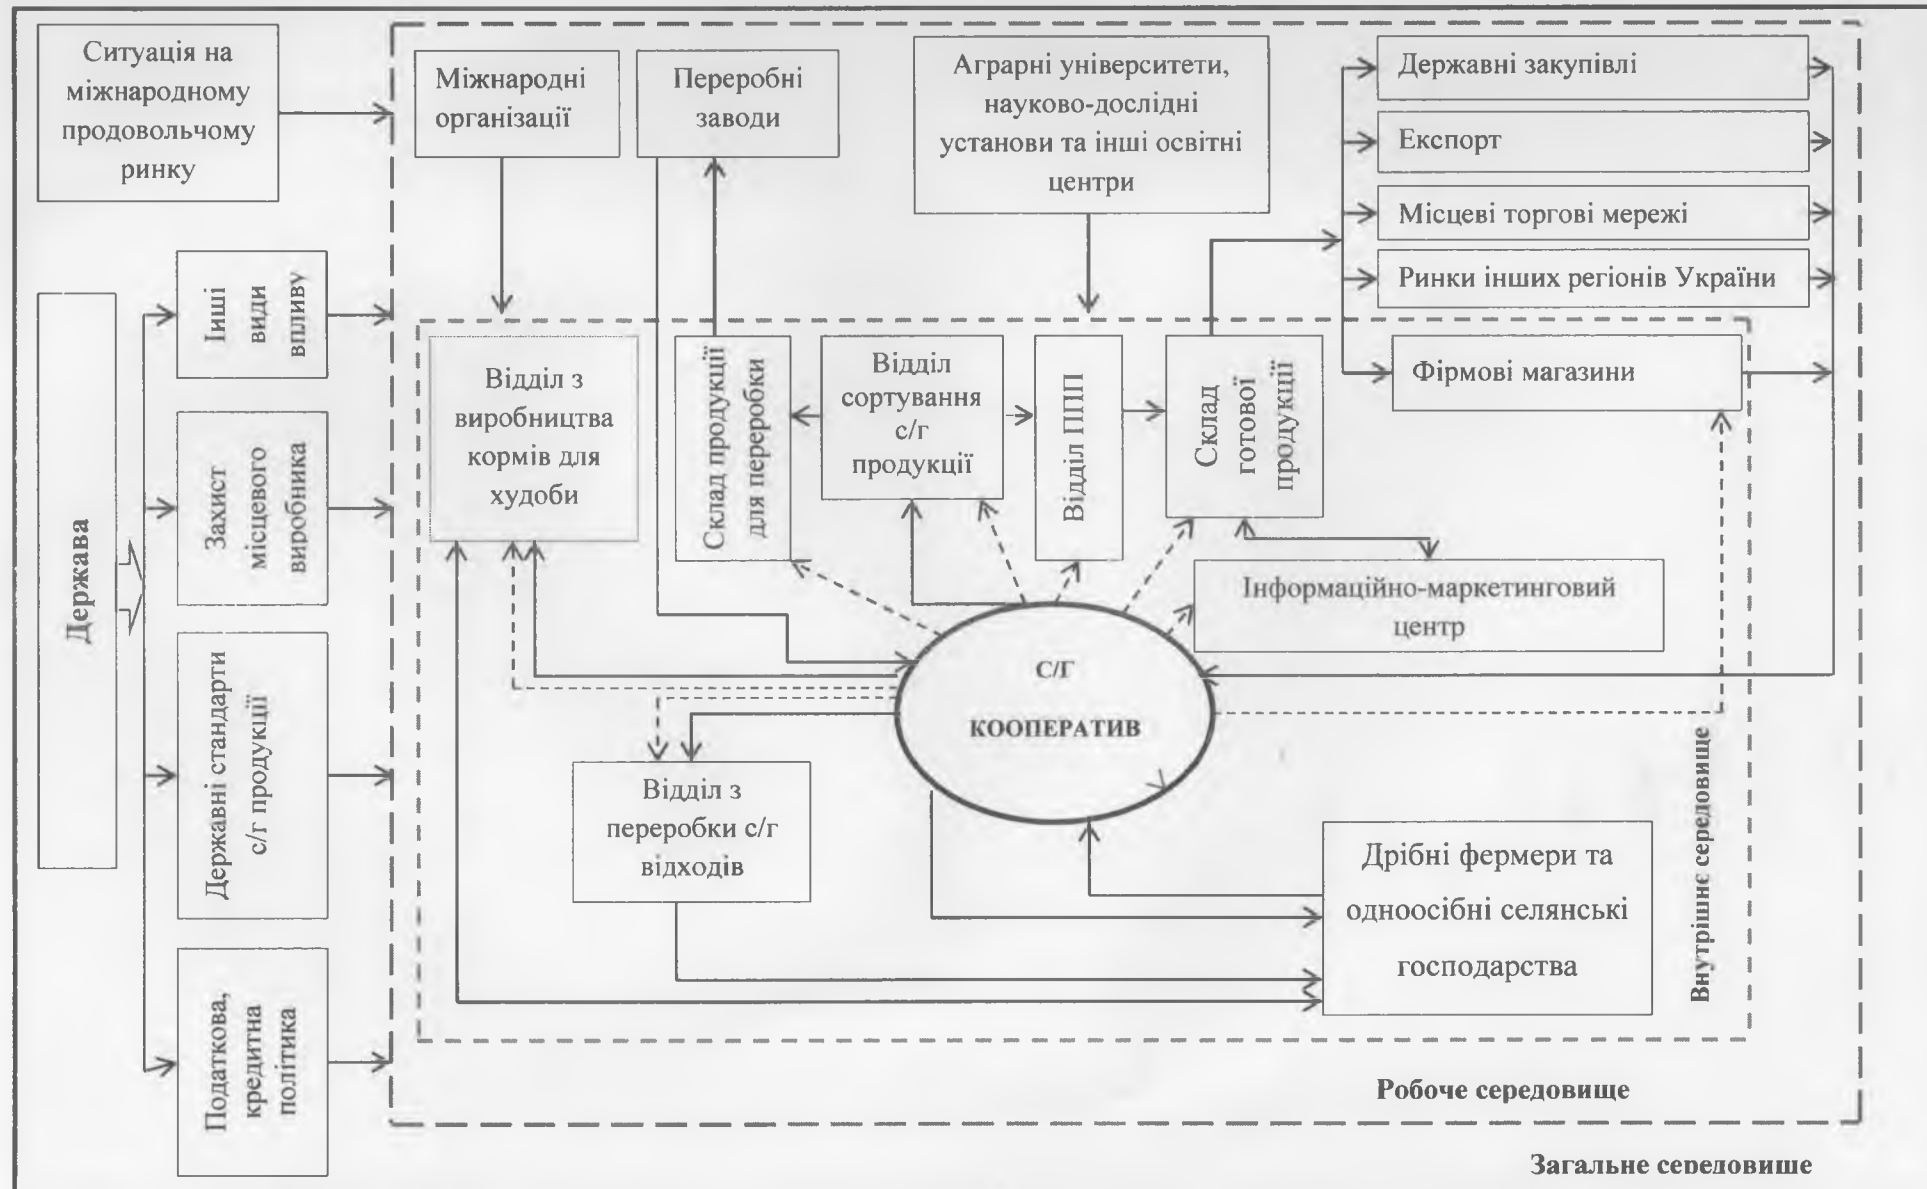 Ситуація на
міжнародному
продовольчому
ринку
Міжнародні
організації
Переробні
заводи
Аграрні університети,
науково-дослідні
установи та інші освітні
центри
Державні закупівлі
Експорт
Місцеві торгові мережі
Ринки інших регіонів України
Фірмові магазини
Держава
Інші
види
впливу
Захист
місцевого
виробника
Державні стандарти
с/г продукції
Податкова,
кредитна
політика
Відділ з
виробництва
кормів для
худоби
Склад продукції
для переробки
Відділ
сортування
с/г
продукції
Відділ ППП
Склад
готової
продукції
Інформаційно-маркетинговий
центр
С/Г
КООПЕРАТИВ
Відділ з
переробки с/г
відходів
Дрібні фермери та
одноосібні селянські
господарства
Внутрішнє середовище
Робоче середовище
Загальне середовище